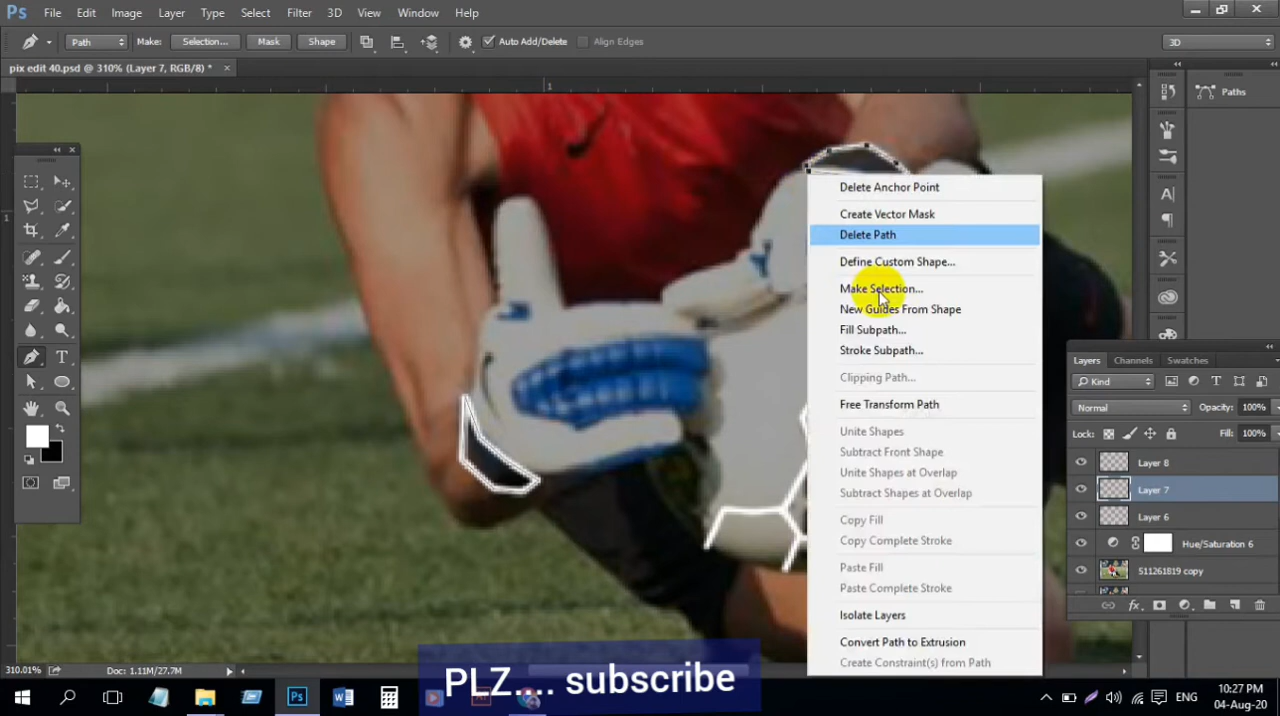 Ps File Edit Image Layer Type Select Filter 3D View Window Help
Path Make: Selection... Mask Shape Auto Add/Delete Align Edges 3D
pix edit 40.psd @ 310% (Layer 7, RGB/8) *
1
Paths
1
Delete Anchor Point
Create Vector Mask
Delete Path
Define Custom Shape...
Make Selection...
New Guides From Shape
Fill Subpath...
Stroke Subpath...
Clipping Path...
Free Transform Path
Unite Shapes
Subtract Front Shape
Unite Shapes at Overlap
Subtract Shapes at Overlap
Copy Fill
Copy Complete Stroke
Paste Fill
Paste Complete Stroke
Isolate Layers
Convert Path to Extrusion
Create Constraint(s) from Path
Layers Channels Swatches
Kind
Normal Opacity: 100%
Lock: Fill: 100%
Layer 8
Layer 7
Layer 6
Hue/Saturation 6
511261819 copy
fx
310.01% Doc: 1.11M/27.7M
PLZ.... subscribe
Ps
ENG
10:27 PM
04-Aug-20